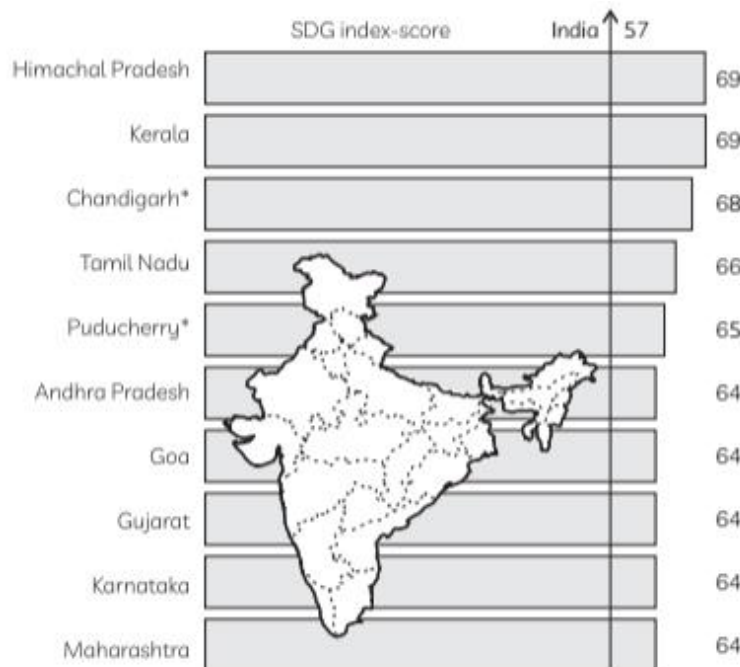 SDG index-score India 57
Himachal Pradesh 69
Kerala 69
Chandigarh* 68
Tamil Nadu 66
Puducherry* 65
Andhra Pradesh 64
Goa 64
Gujarat 64
Karnataka 64
Maharashtra 64